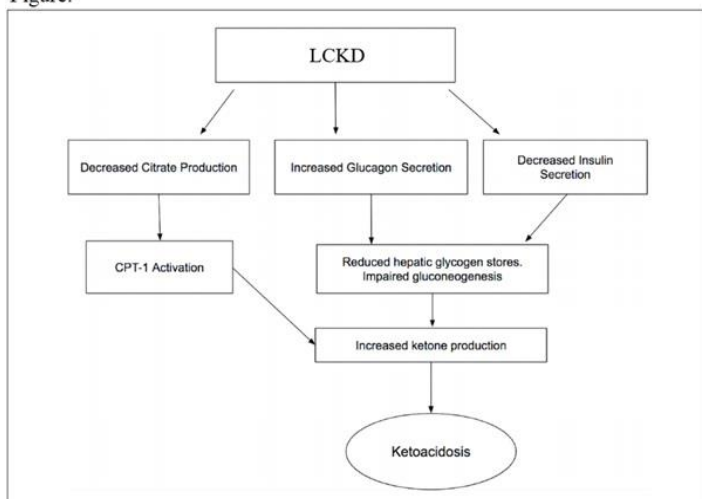 Figure.
LCKD
Decreased Citrate Production
Increased Glucagon Secretion
Decreased Insulin
Secretion
CPT-1 Activation
Reduced hepatic glycogen stores.
Impaired gluconeogenesis
Increased ketone production
Ketoacidosis